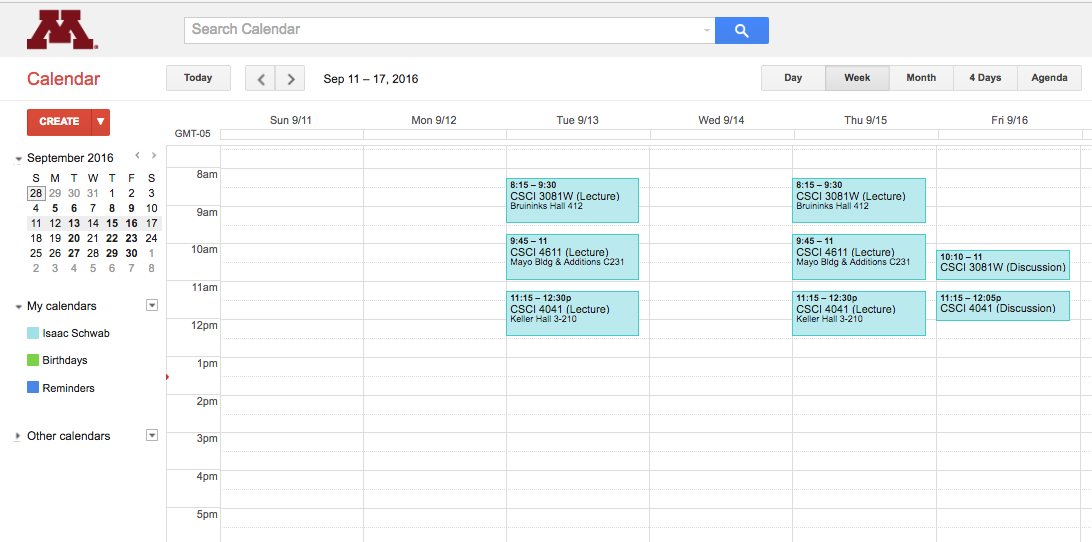 M
Search Calendar
Calendar
Today
Sep 11 – 17, 2016
Day Week Month 4 Days Agenda
CREATE
September 2016
S M T W T F S
28 29 30 31 1 2 3
4 5 6 7 8 9 10
11 12 13 14 15 16 17
18 19 20 21 22 23 24
25 26 27 28 29 30 1
2 3 4 5 6 7 8
My calendars
Isaac Schwab
Birthdays
Reminders
Other calendars
Sun 9/11 Mon 9/12 Tue 9/13 Wed 9/14 Thu 9/15 Fri 9/16
GMT-05
8am
9am
10am
11am
12pm
1pm
2pm
3pm
4pm
5pm
8:15 – 9:30
CSCI 3081W (Lecture)
Bruininks Hall 412
9:45 – 11
CSCI 4611 (Lecture)
Mayo Bldg & Additions C231
11:15 – 12:30p
CSCI 4041 (Lecture)
Keller Hall 3-210
8:15 – 9:30
CSCI 3081W (Lecture)
Bruininks Hall 412
9:45 – 11
CSCI 4611 (Lecture)
Mayo Bldg & Additions C231
11:15 – 12:30p
CSCI 4041 (Lecture)
Keller Hall 3-210
10:10 – 11
CSCI 3081W (Discussion)
11:15 – 12:05p
CSCI 4041 (Discussion)